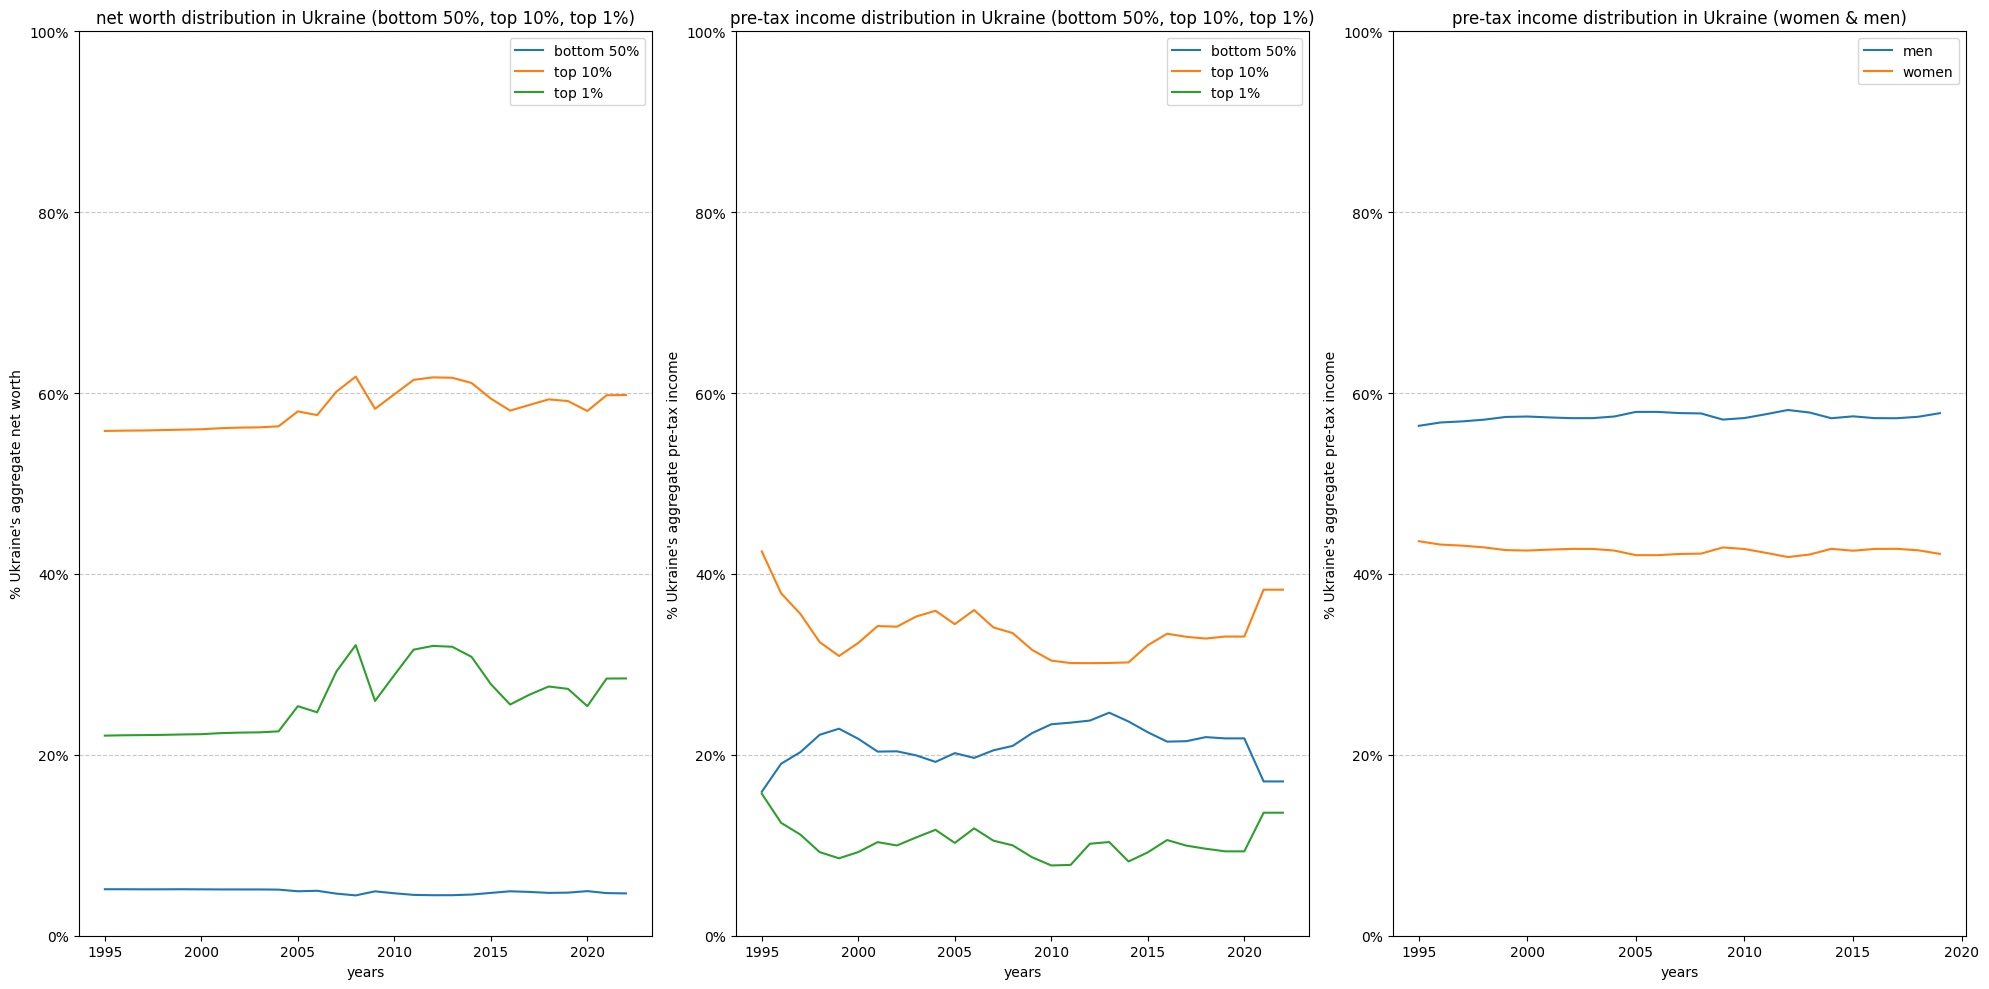 net worth distribution in Ukraine (bottom 50%, top 10%, top 1%)
100%
80%
60%
40%
20%
0%
% Ukraine's aggregate net worth
bottom 50%
top 10%
top 1%
1995 2000 2005 2010 2015 2020
years
pre-tax income distribution in Ukraine (bottom 50%, top 10%, top 1%)
100%
80%
60%
40%
20%
0%
% Ukraine's aggregate pre-tax income
bottom 50%
top 10%
top 1%
1995 2000 2005 2010 2015 2020
years
pre-tax income distribution in Ukraine (women & men)
100%
80%
60%
40%
20%
0%
% Ukraine's aggregate pre-tax income
men
women
1995 2000 2005 2010 2015 2020
years